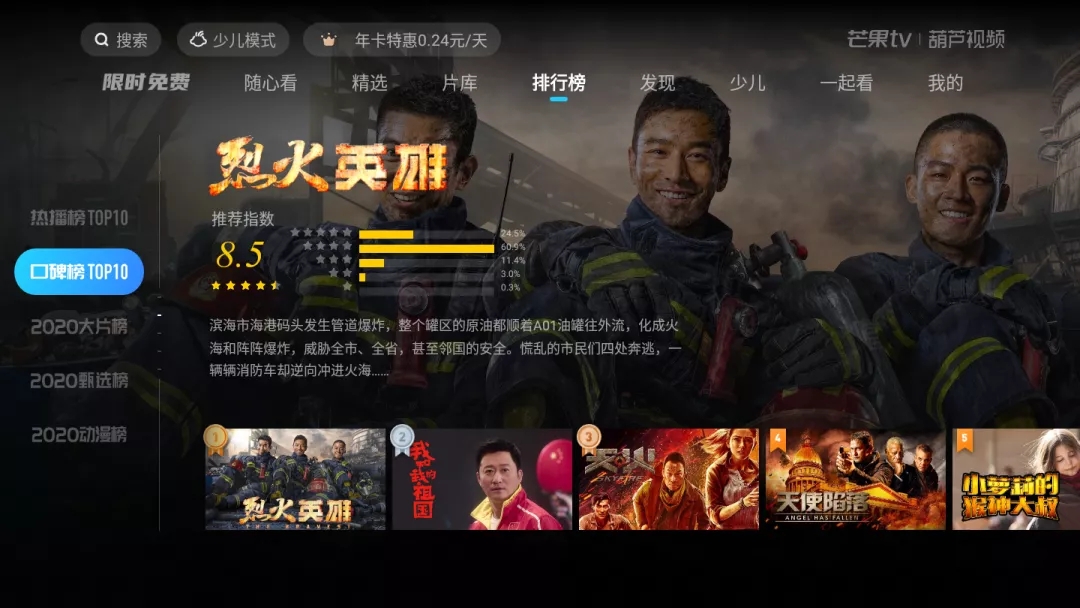 搜索
少儿模式
年卡特惠0.24元/天
芒果tv | 葫芦视频
限时免费
随心看
精选
片库
排行榜
发现
少儿
一起看
我的
烈火英雄
推荐指数
8.5
24.5%
60.9%
11.4%
3.0%
0.3%
热播榜TOP10
口碑榜TOP10
2020大片榜
2020甄选榜
2020动漫榜
滨海市海港码头发生管道爆炸，整个罐区的原油都顺着A01油罐往外流，化成火
海和阵阵爆炸，威胁全市、全省，甚至邻国的安全。慌乱的市民们四处奔逃，一
辆辆消防车却逆向冲进火海......
1
烈火英雄
2
我和我的祖国
3
天火
SKYFIRE
4
天使陷落
ANGEL HAS FALLEN
5
小萝莉的
猴神大叔